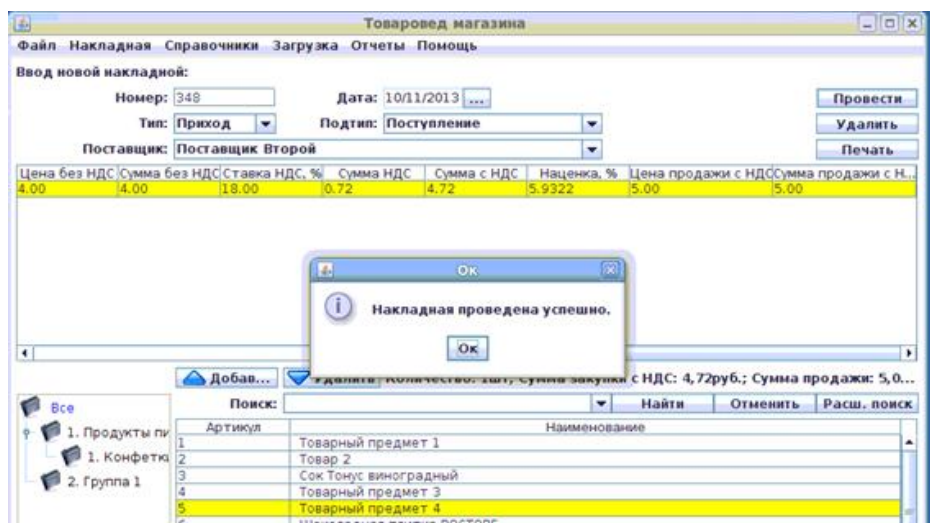 Товаровед магазина
Файл Накладная Справочники Загрузка Отчеты Помощь
Ввод новой накладной:
Номер: 348 Дата: 10/11/2013 ... Провести
Тип: Приход Подтип: Поступление Удалить
Поставщик: Поставщик Второй Печать
Цена без НДС Сумма без НДС Ставка НДС, % Сумма НДС Сумма с НДС Наценка, % Цена продажи с НДС Сумма продажи с Н...
4.00 4.00 18.00 0.72 4.72 5.9322 5.00 5.00
Ок
Накладная проведена успешно.
Ок
Добав... Удалить Количество: 1шт; Сумма закупки с НДС: 4,72руб.; Сумма продажи: 5,0...
Все Поиск: Найти Отменить Расш. поиск
Артикул Наименование
1. Продукты пи
1 Товарный предмет 1
1. Конфетки
2 Товар 2
3 Сок Тонус виноградный
2. Группа 1
4 Товарный предмет 3
5 Товарный предмет 4